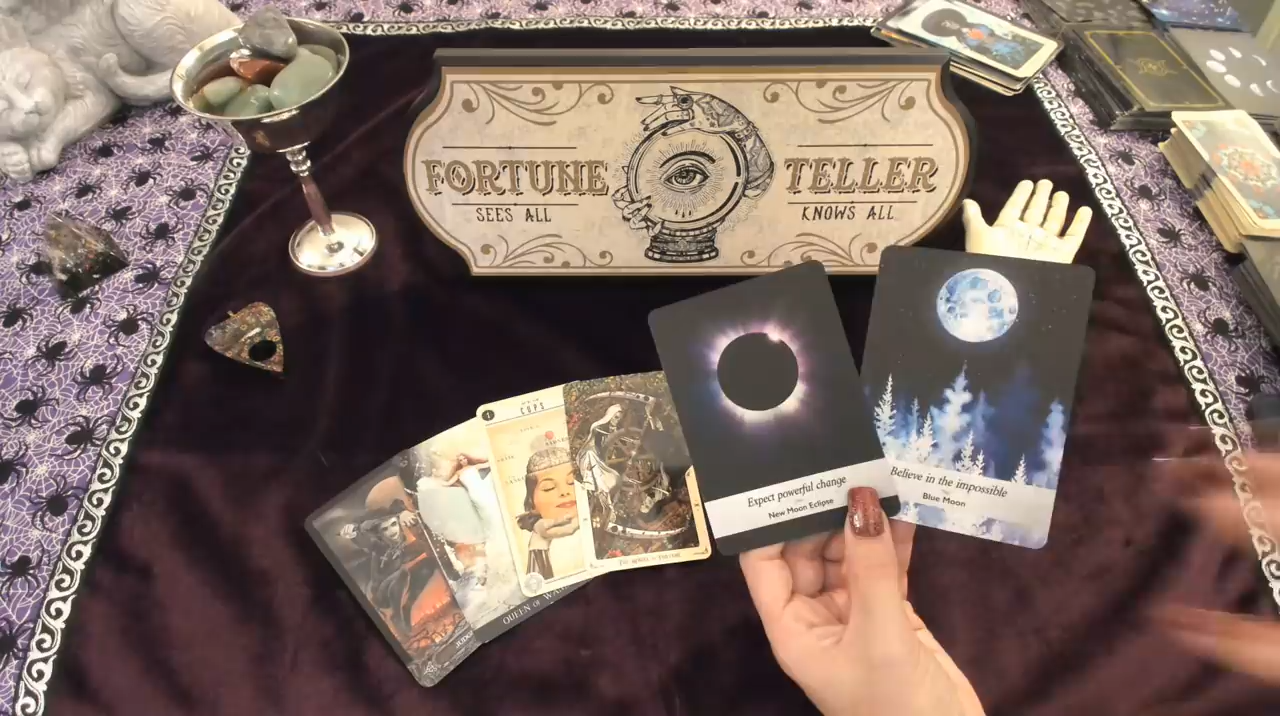 FORTUNE TELLER
SEES ALL
KNOWS ALL
Expect powerful change
New Moon Eclipse
Believe in the impossible
Blue Moon
CUPS
QUEEN OF